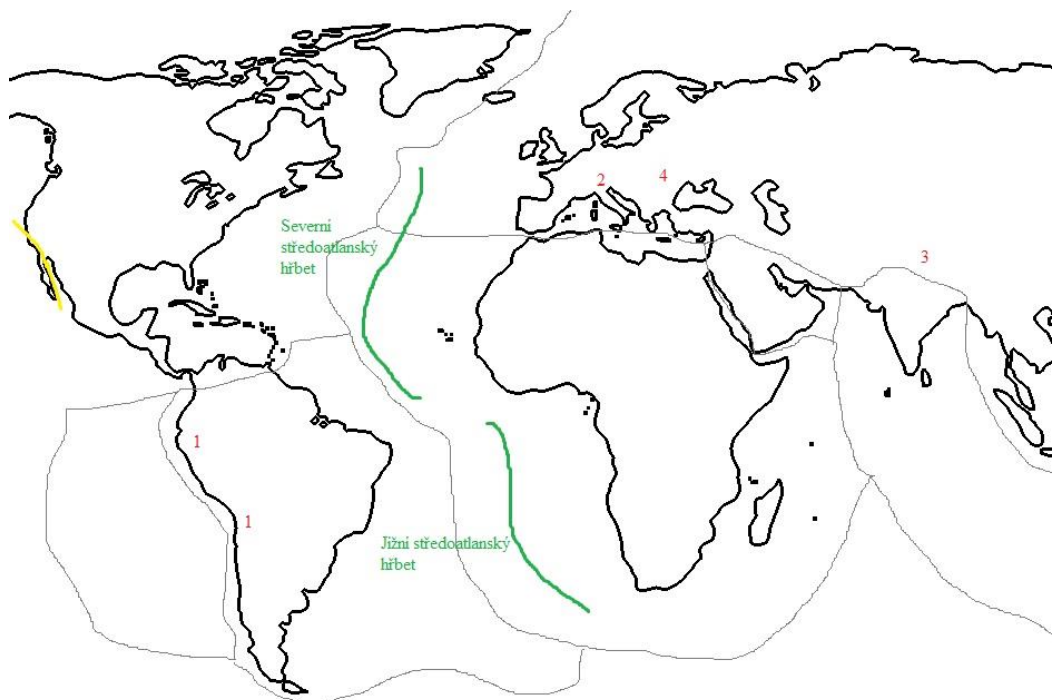 2
4
Severní
středoatlanský
hřbet
3
1
1
Jižní středoatlanský
hřbet